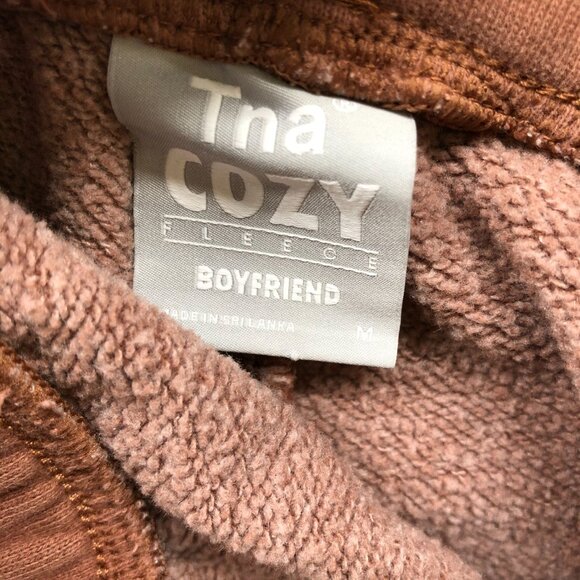 Tna®
COZY
FLEECE
BOYFRIEND
MADE IN SRI LANKA M